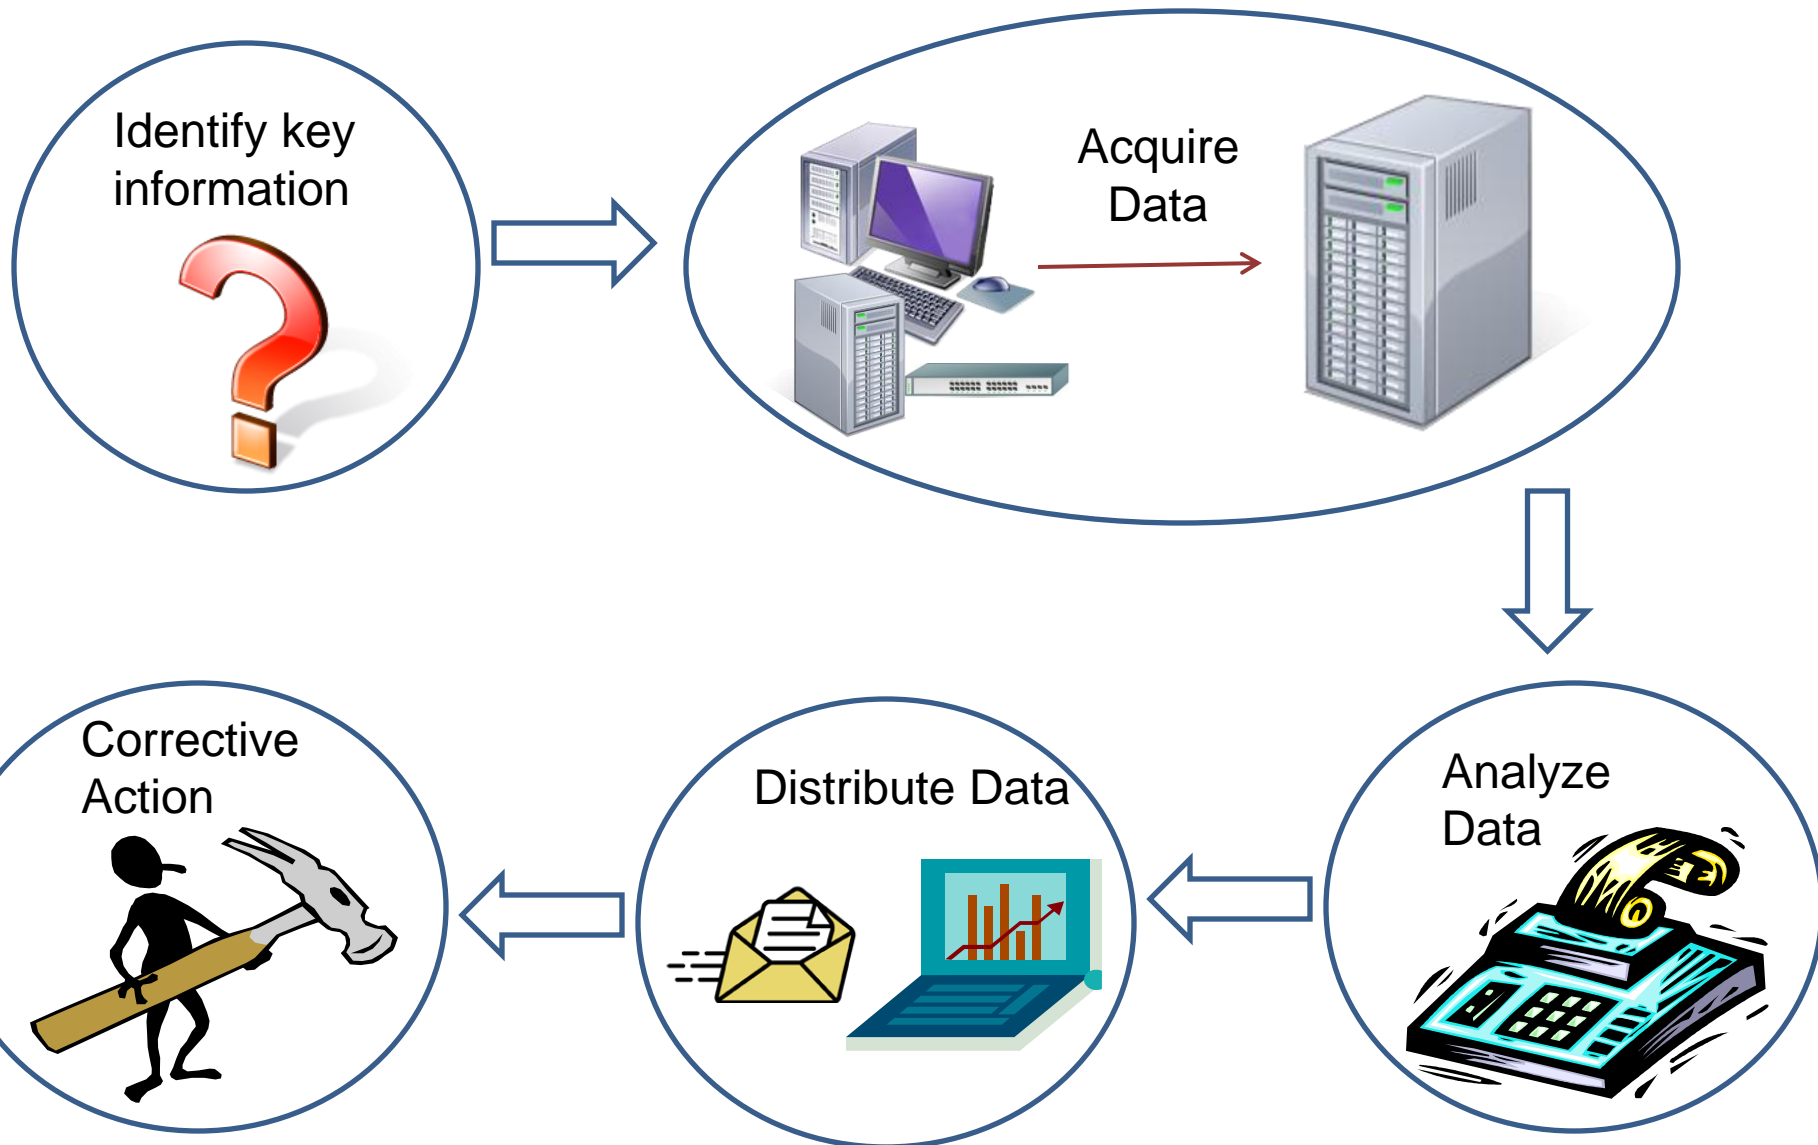 Identify key
information
Acquire
Data
Analyze
Data
Distribute Data
Corrective
Action